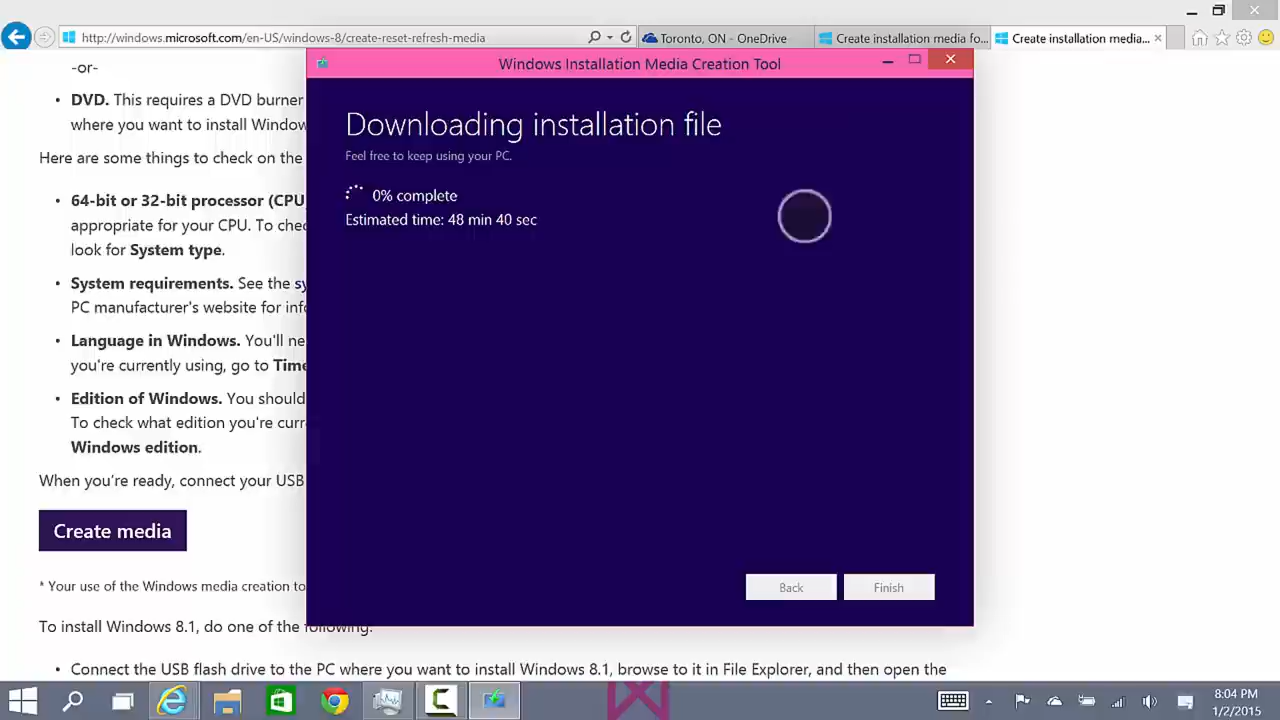 http://windows.microsoft.com/en-US/windows-8/create-reset-refresh-media
Toronto, ON - OneDrive
Create installation media fo...
Create installation media...
Windows Installation Media Creation Tool
-or-
• DVD. This requires a DVD burner
where you want to install Window
Here are some things to check on the
• 64-bit or 32-bit processor (CPU
appropriate for your CPU. To chec
look for System type.
• System requirements. See the sy
PC manufacturer's website for info
• Language in Windows. You'll ne
you're currently using, go to Time
• Edition of Windows. You should
To check what edition you're curr
Windows edition.
When you're ready, connect your USB
Create media
* Your use of the Windows media creation to
To install Windows 8.1, do one of the following:
• Connect the USB flash drive to the PC where you want to install Windows 8.1, browse to it in File Explorer, and then open the
Downloading installation file
Feel free to keep using your PC.
0% complete
Estimated time: 48 min 40 sec
Back
Finish
8:04 PM
1/2/2015